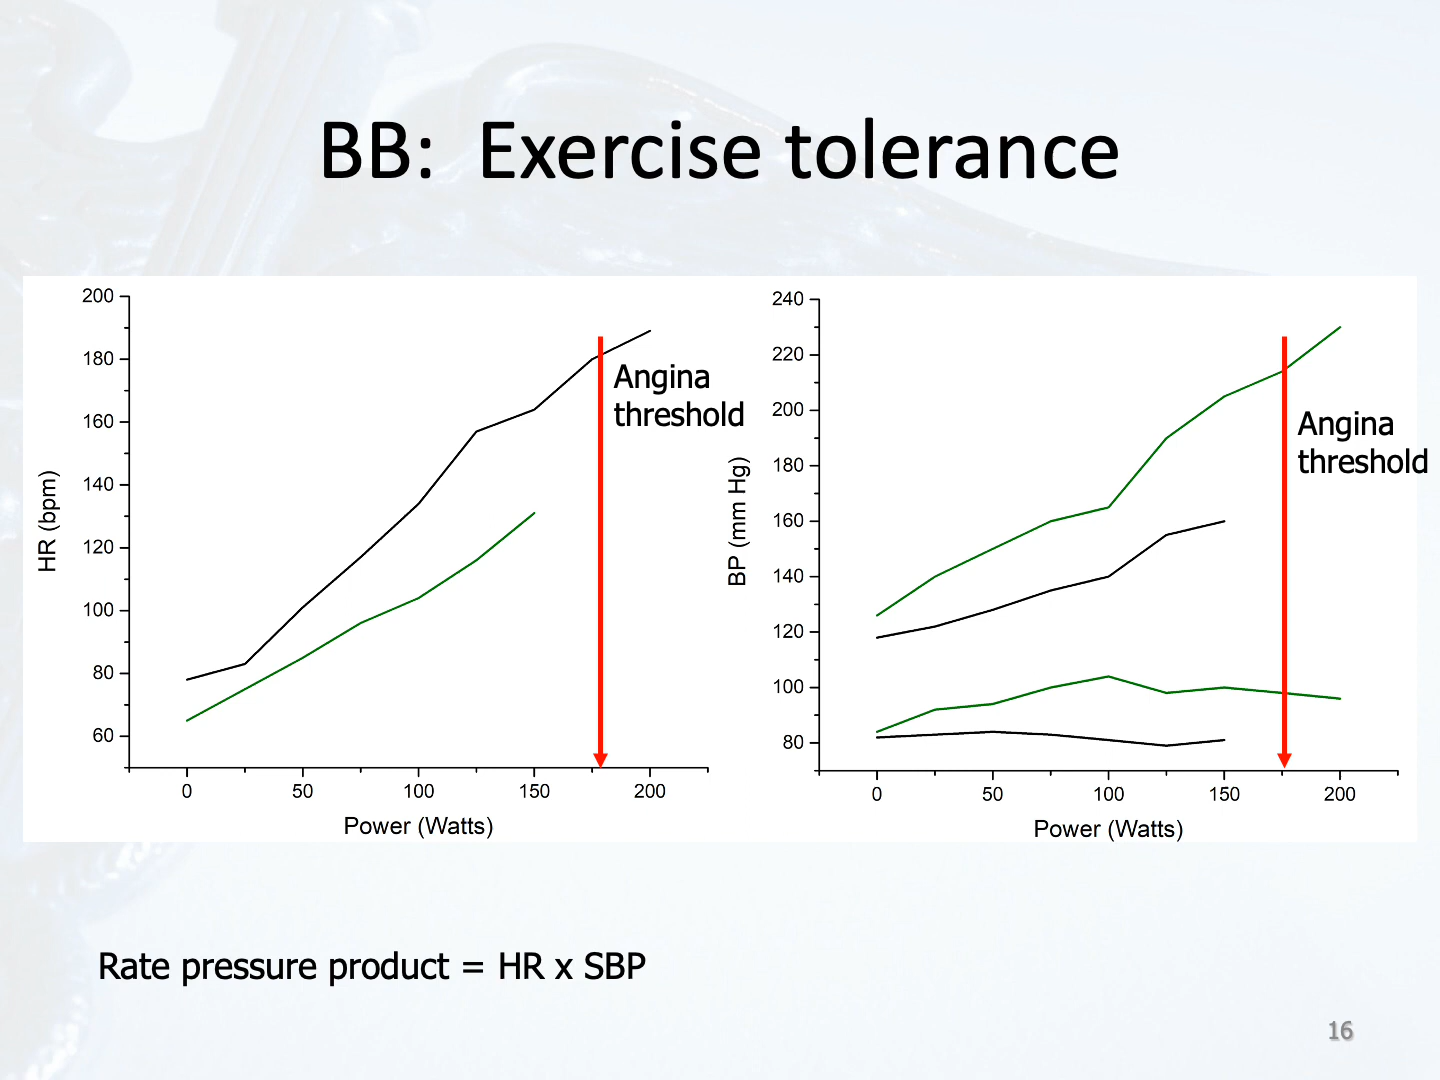 BB: Exercise tolerance
200
180
160
140
120
100
80
60
HR (bpm)
0 50 100 150 200
Power (Watts)
Angina
threshold
240
220
200
180
160
140
120
100
80
BP (mm Hg)
0 50 100 150 200
Power (Watts)
Angina
threshold
Rate pressure product = HR x SBP
16